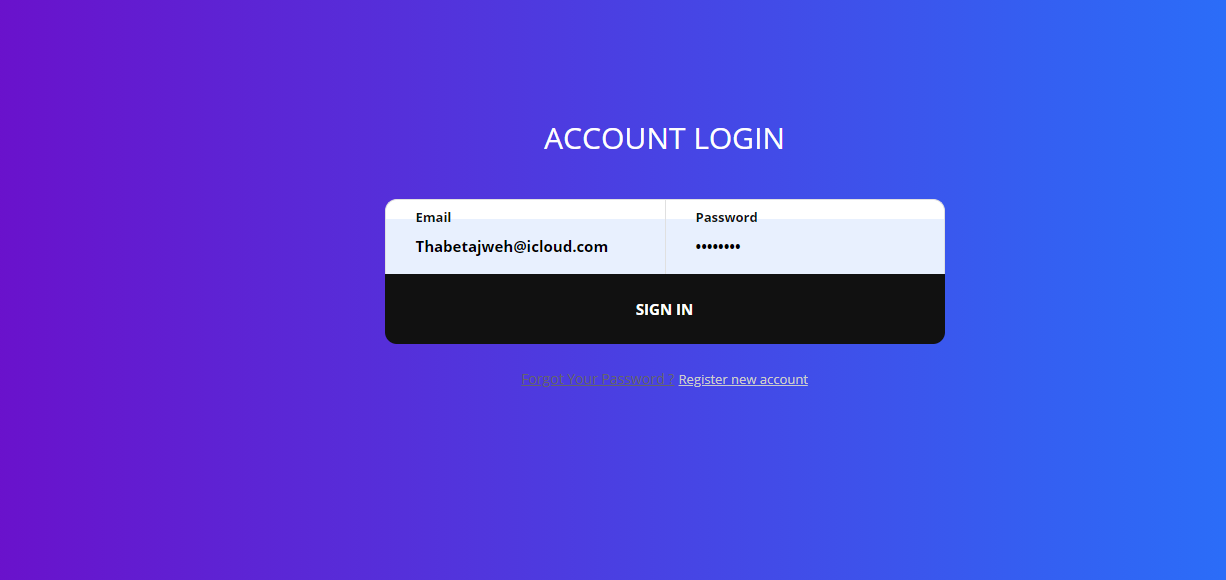 ACCOUNT LOGIN
Email Password
Thabetajweh@icloud.com ••••••••
SIGN IN
Forgot Your Password ? Register new account